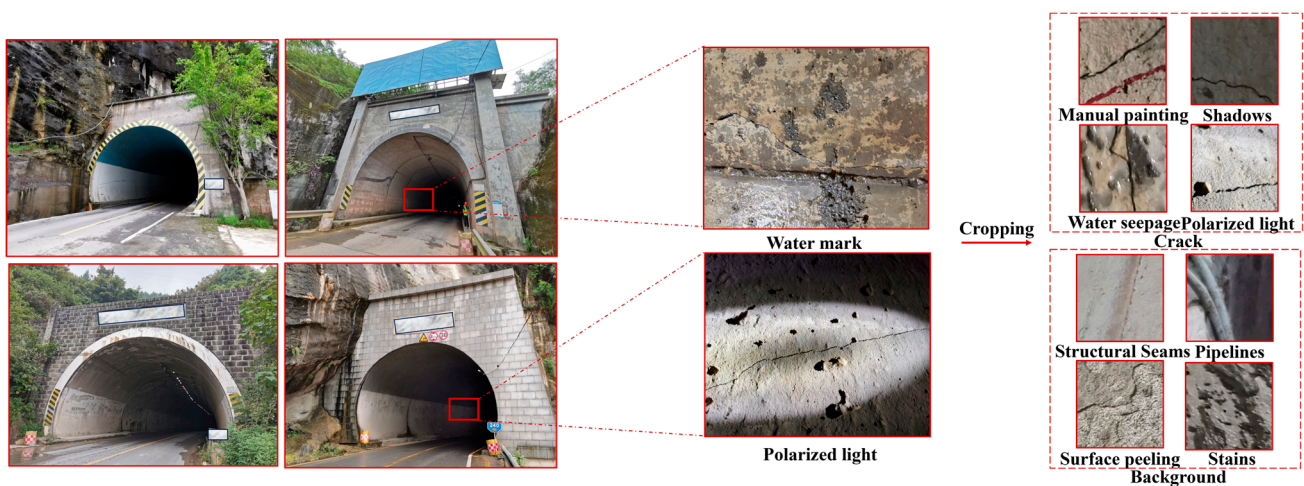 Water mark
Polarized light
Cropping
Manual painting
Shadows
Water seepage
Polarized light
Crack
Structural Seams
Pipelines
Surface peeling
Stains
Background